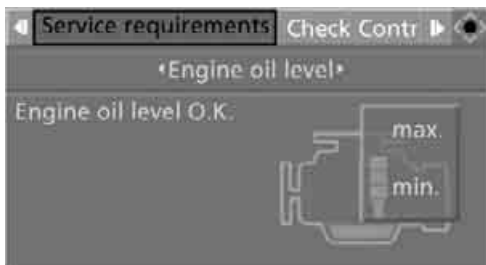 Service requirements Check Contr
Engine oil level
Engine oil level O.K.
max.
min.